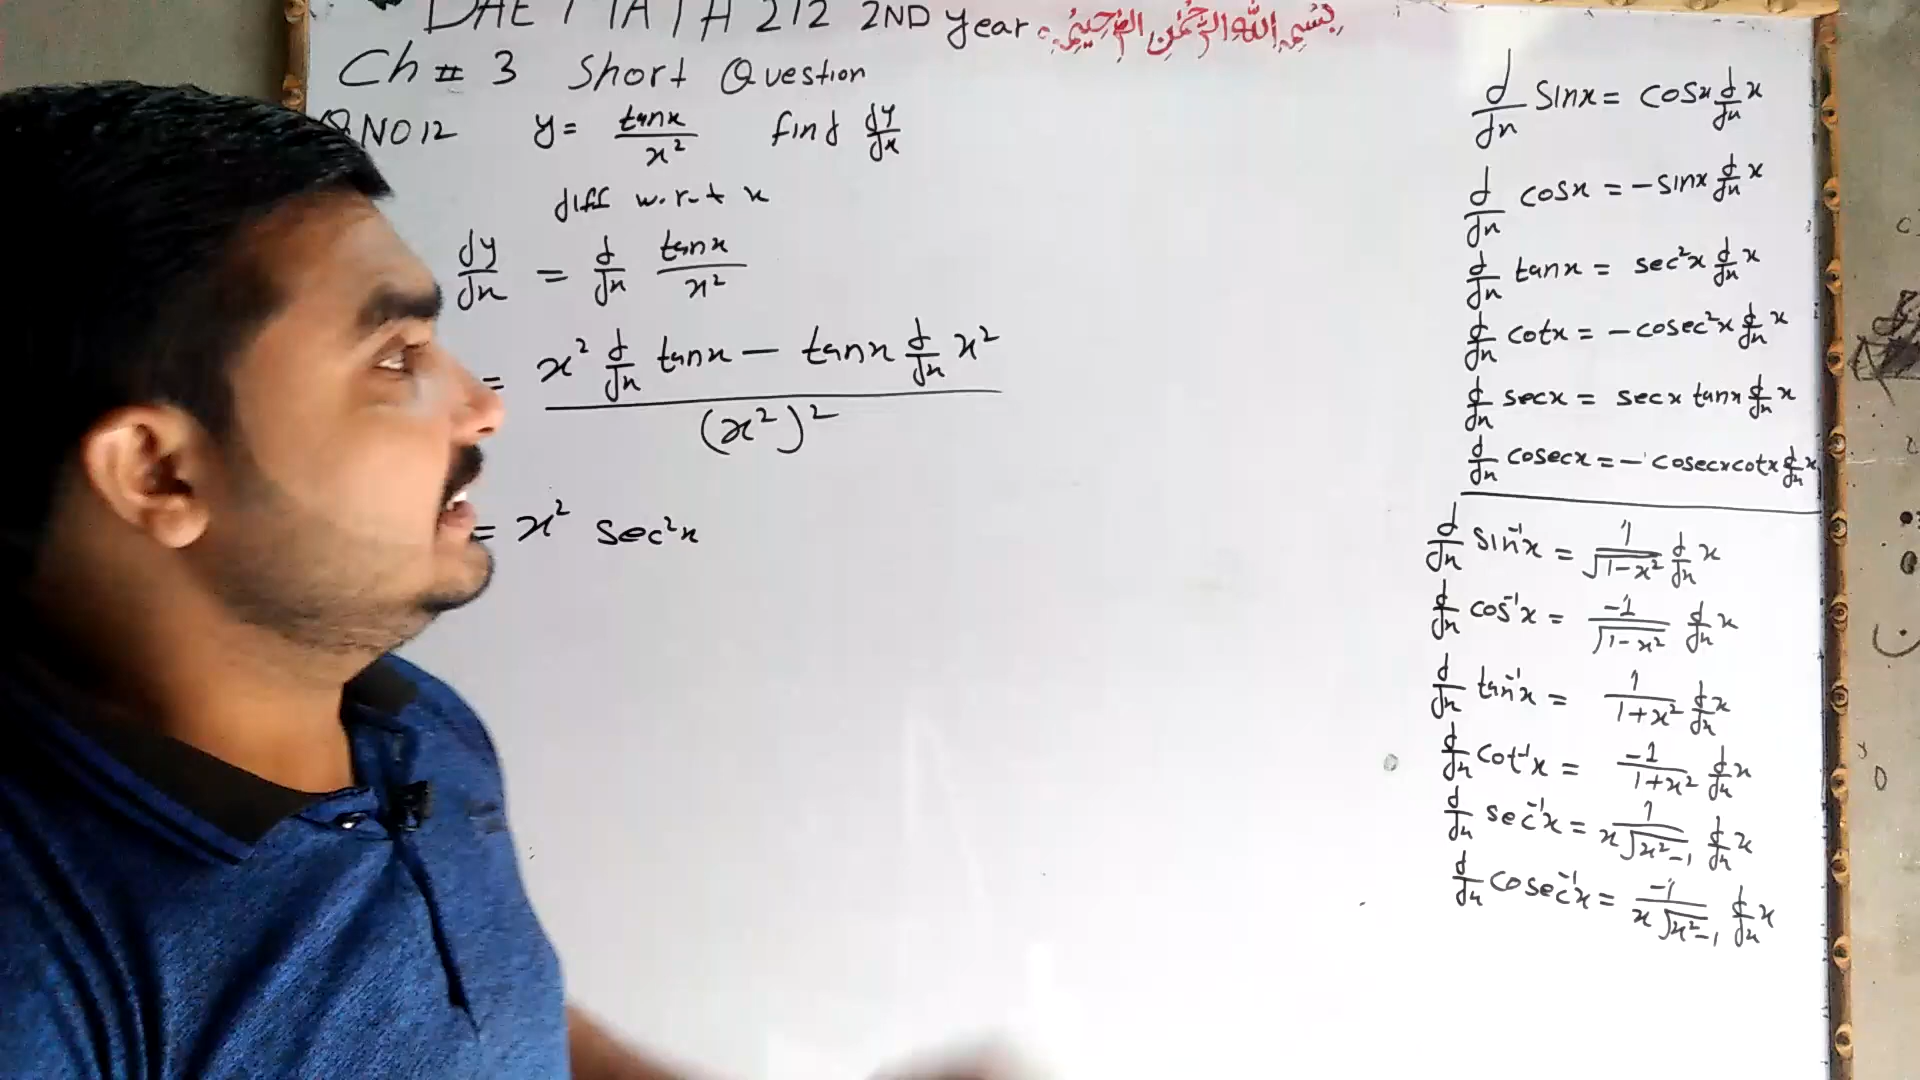 DAE MATH 212 2ND Year. بِسْمِ اللهِ الرَّحْمٰنِ الرَّحِيْمِ
Ch # 3 Short Question
Q NO 12 y = tanx / x² find dy/dx
diff w.r.t x
dy/dx = d/dx tanx / x²
= x² d/dx tanx − tanx d/dx x² / (x²)²
= x² sec²x
d/dx sinx = cosx d/dx x
d/dx cosx = −sinx d/dx x
d/dx tanx = sec²x d/dx x
d/dx cotx = −cosec²x d/dx x
d/dx secx = secx tanx d/dx x
d/dx cosecx = −cosecxcotx d/dx x
d/dx sin⁻¹x = 1/√(1−x²) d/dx x
d/dx cos⁻¹x = −1/√(1−x²) d/dx x
d/dx tan⁻¹x = 1/(1+x²) d/dx x
d/dx cot⁻¹x = −1/(1+x²) d/dx x
d/dx sec⁻¹x = 1/(x√(x²−1)) d/dx x
d/dx cosec⁻¹x = −1/(x√(x²−1)) d/dx x